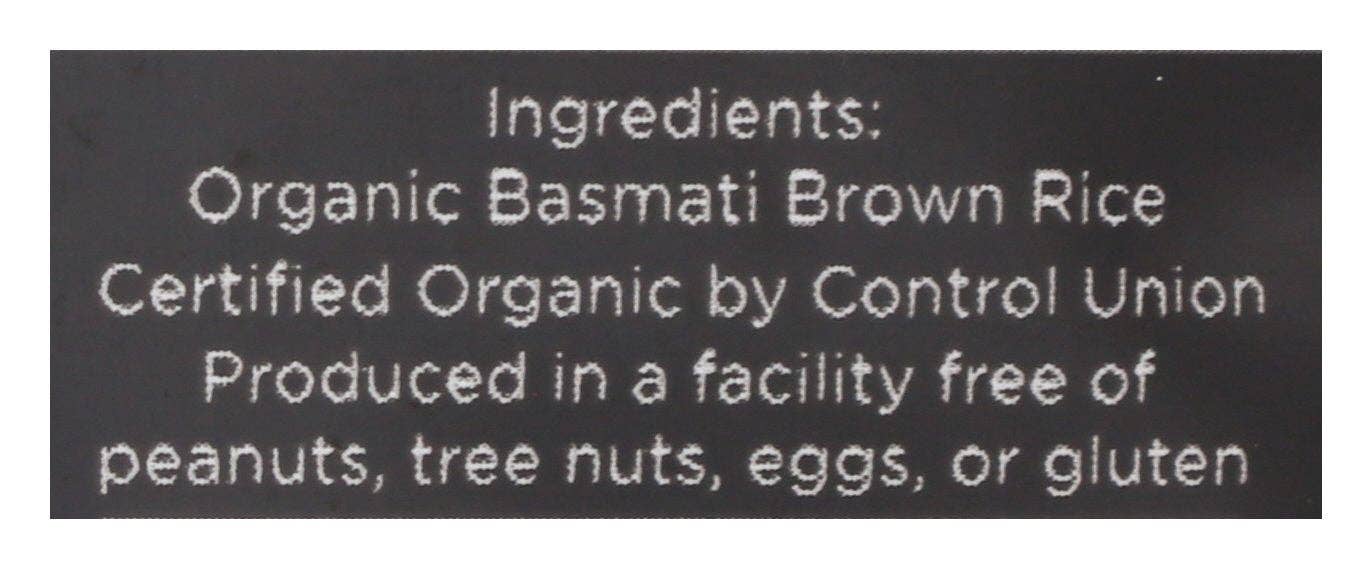 Ingredients:
Organic Basmati Brown Rice
Certified Organic by Control Union
Produced in a facility free of
peanuts, tree nuts, eggs, or gluten